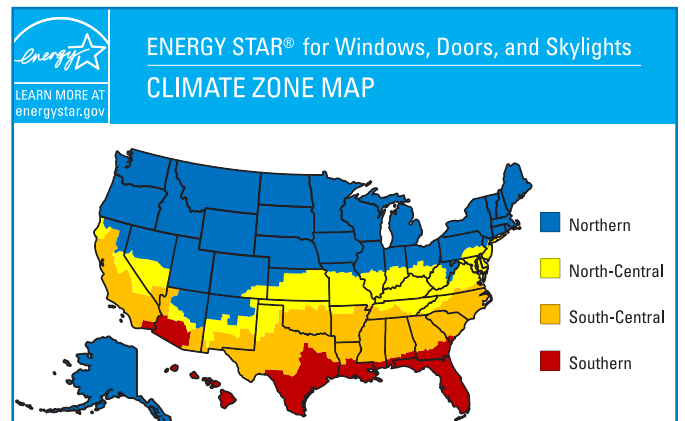 energy
LEARN MORE AT
energystar.gov
ENERGY STAR® for Windows, Doors, and Skylights
CLIMATE ZONE MAP
Northern
North-Central
South-Central
Southern